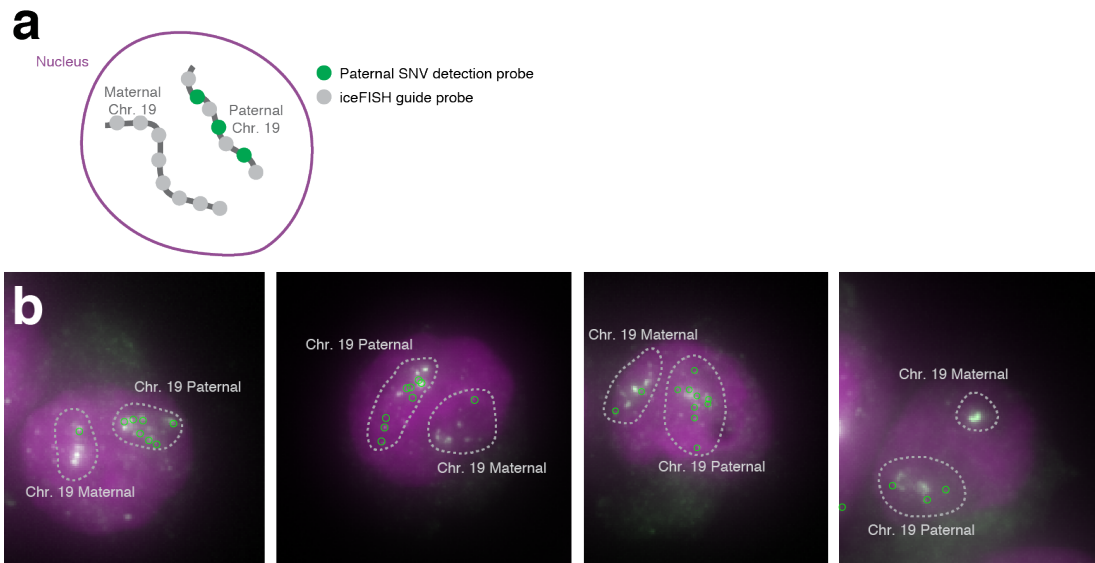 a
Nucleus
Maternal
Chr. 19
Paternal
Chr. 19
Paternal SNV detection probe
iceFISH guide probe
b
Chr. 19 Paternal
Chr. 19 Maternal
Chr. 19 Paternal
Chr. 19 Maternal
Chr. 19 Maternal
Chr. 19 Paternal
Chr. 19 Maternal
Chr. 19 Paternal